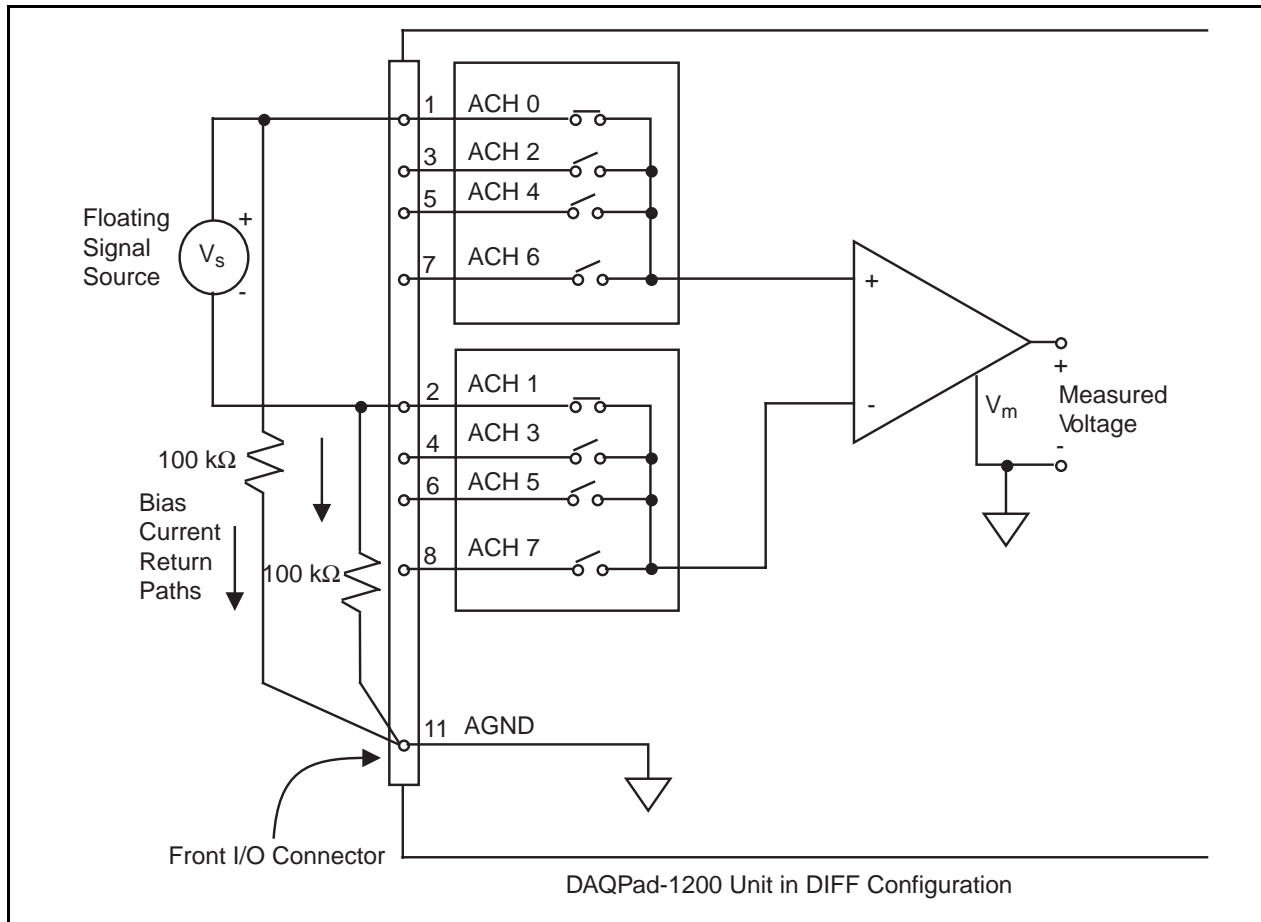 1 ACH 0
3 ACH 2
5 ACH 4
7 ACH 6
Floating
Signal
Source
+
Vs
-
+
-
2 ACH 1
4 ACH 3
6 ACH 5
8 ACH 7
+
Vm
Measured
Voltage
-
100 kΩ
Bias
Current
Return
Paths
100 kΩ
11 AGND
Front I/O Connector
DAQPad-1200 Unit in DIFF Configuration